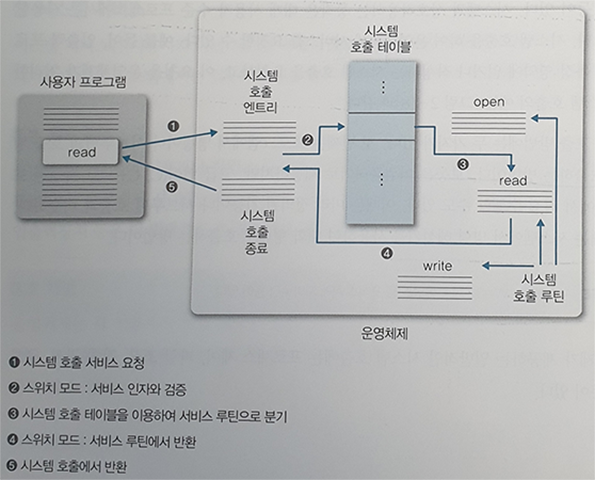 시스템
호출 테이블
사용자 프로그램
시스템
호출
엔트리
open
❶
❷
read
❸
read
❺
시스템
호출
종료
❹
write
시스템
호출 루틴
운영체제
❶ 시스템 호출 서비스 요청
❷ 스위치 모드 : 서비스 인자와 검증
❸ 시스템 호출 테이블을 이용하여 서비스 루틴으로 분기
❹ 스위치 모드 : 서비스 루틴에서 반환
❺ 시스템 호출에서 반환